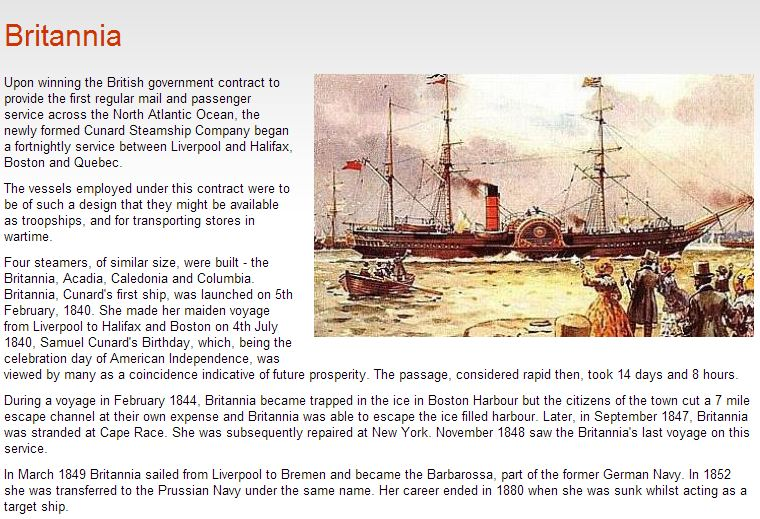 Britannia
Upon winning the British government contract to
provide the first regular mail and passenger
service across the North Atlantic Ocean, the
newly formed Cunard Steamship Company began
a fortnightly service between Liverpool and Halifax,
Boston and Quebec.
The vessels employed under this contract were to
be of such a design that they might be available
as troopships, and for transporting stores in
wartime.
Four steamers, of similar size, were built - the
Britannia, Acadia, Caledonia and Columbia.
Britannia, Cunard's first ship, was launched on 5th
February, 1840. She made her maiden voyage
from Liverpool to Halifax and Boston on 4th July
1840, Samuel Cunard's Birthday, which, being the
celebration day of American Independence, was
viewed by many as a coincidence indicative of future prosperity. The passage, considered rapid then, took 14 days and 8 hours.
During a voyage in February 1844, Britannia became trapped in the ice in Boston Harbour but the citizens of the town cut a 7 mile
escape channel at their own expense and Britannia was able to escape the ice filled harbour. Later, in September 1847, Britannia
was stranded at Cape Race. She was subsequently repaired at New York. November 1848 saw the Britannia's last voyage on this
service.
In March 1849 Britannia sailed from Liverpool to Bremen and became the Barbarossa, part of the former German Navy. In 1852
she was transferred to the Prussian Navy under the same name. Her career ended in 1880 when she was sunk whilst acting as a
target ship.